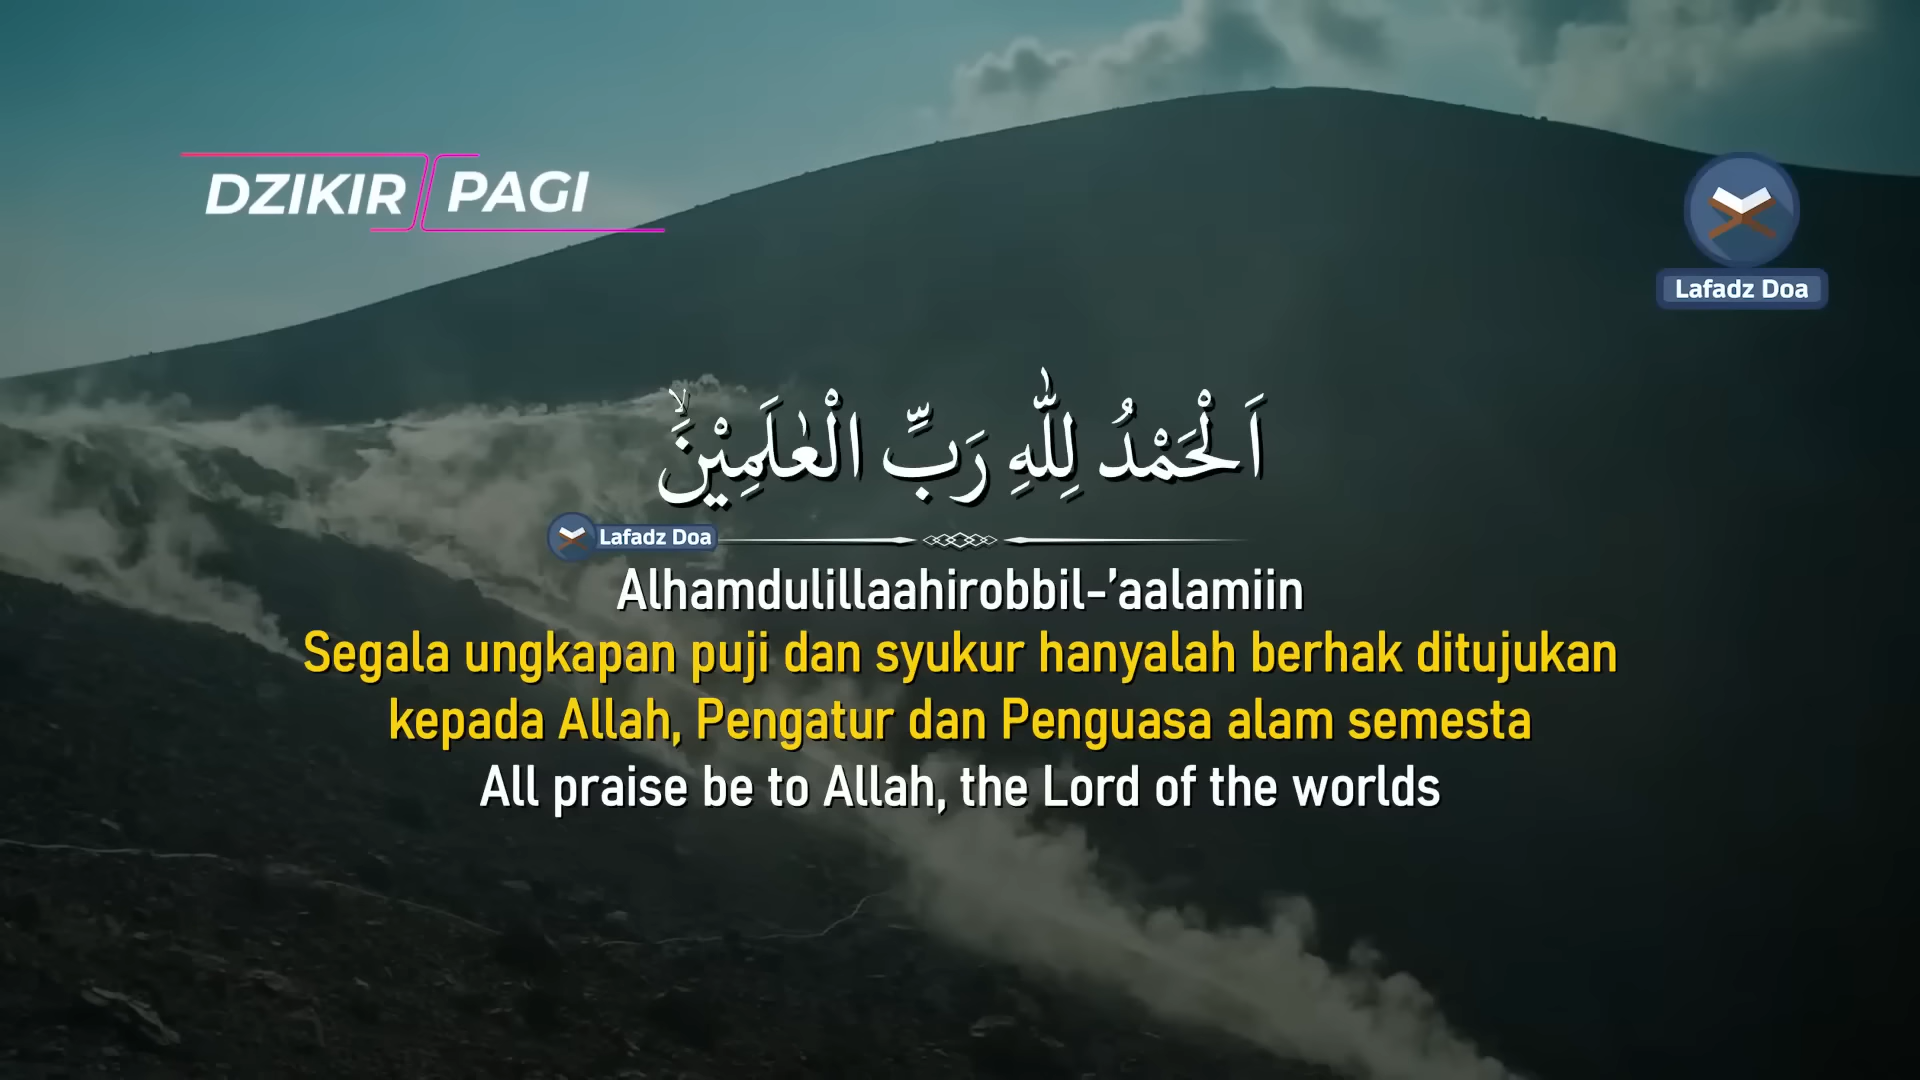 DZIKIR PAGI
Lafadz Doa
اَلْحَمْدُ لِلّٰهِ رَبِّ الْعٰلَمِيْنَۙ
Lafadz Doa
Alhamdulillaahirobbil-'aalamiin
Segala ungkapan puji dan syukur hanyalah berhak ditujukan
kepada Allah, Pengatur dan Penguasa alam semesta
All praise be to Allah, the Lord of the worlds